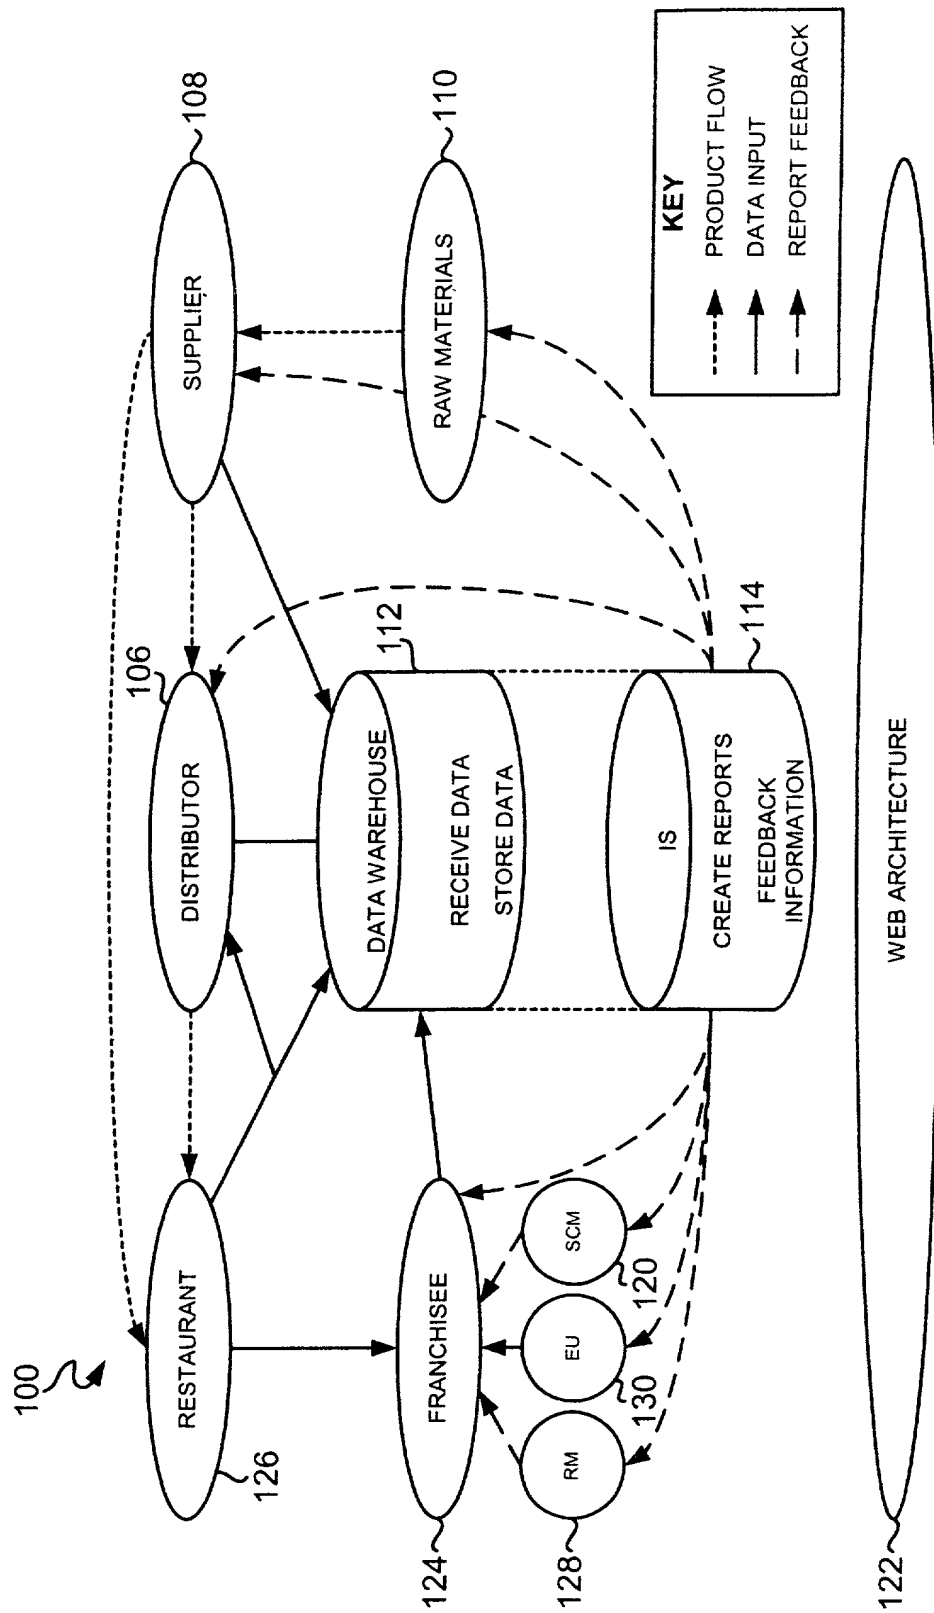 100
RESTAURANT
126
DISTRIBUTOR
106
SUPPLIER
108
FRANCHISEE
124
DATA WAREHOUSE
112
RECEIVE DATA
STORE DATA
RAW MATERIALS
110
RM
128
EU
130
SCM
120
IS
114
CREATE REPORTS
FEEDBACK
INFORMATION
KEY
PRODUCT FLOW
DATA INPUT
REPORT FEEDBACK
WEB ARCHITECTURE
122